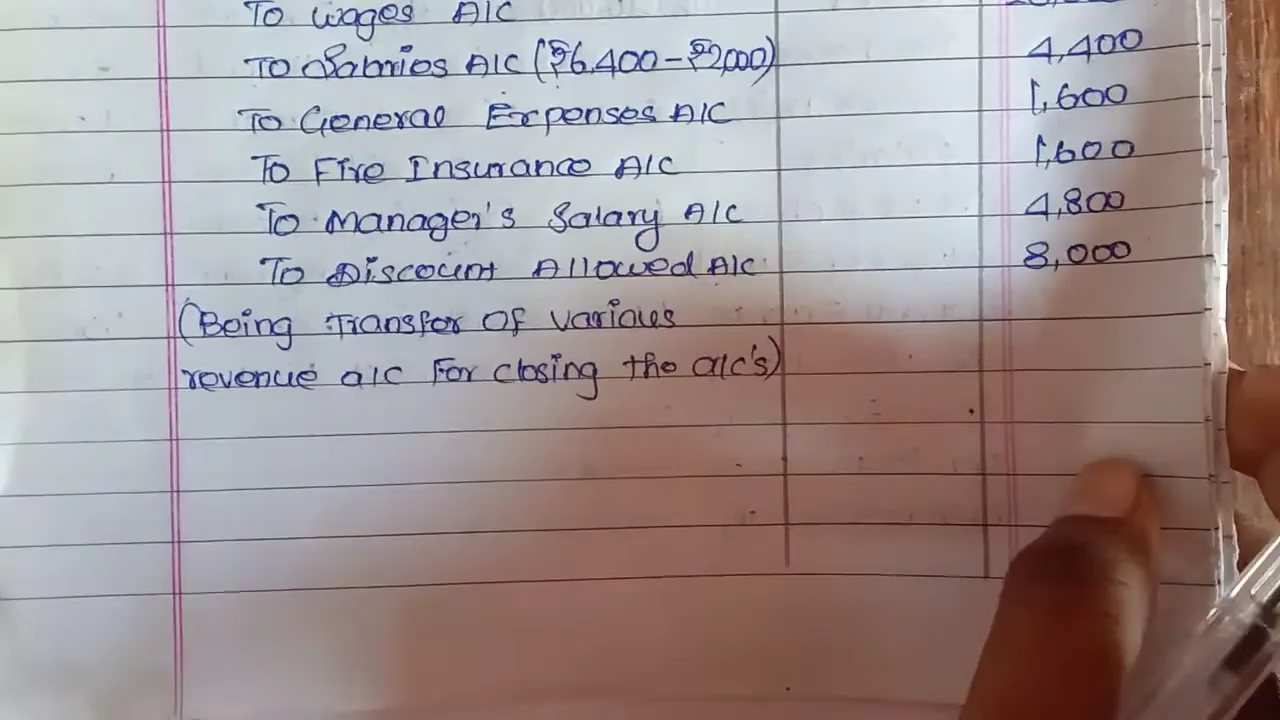 To wages A/C
To Salaries A/C (₹6,400-₹2,000) 4,400
To General Expenses A/C 1,600
To Fire Insurance A/C 1,600
To Manager's Salary A/C 4,800
To Discount Allowed A/C 8,000
(Being Transfer Of Various
revenue a/c For closing the a/c's)